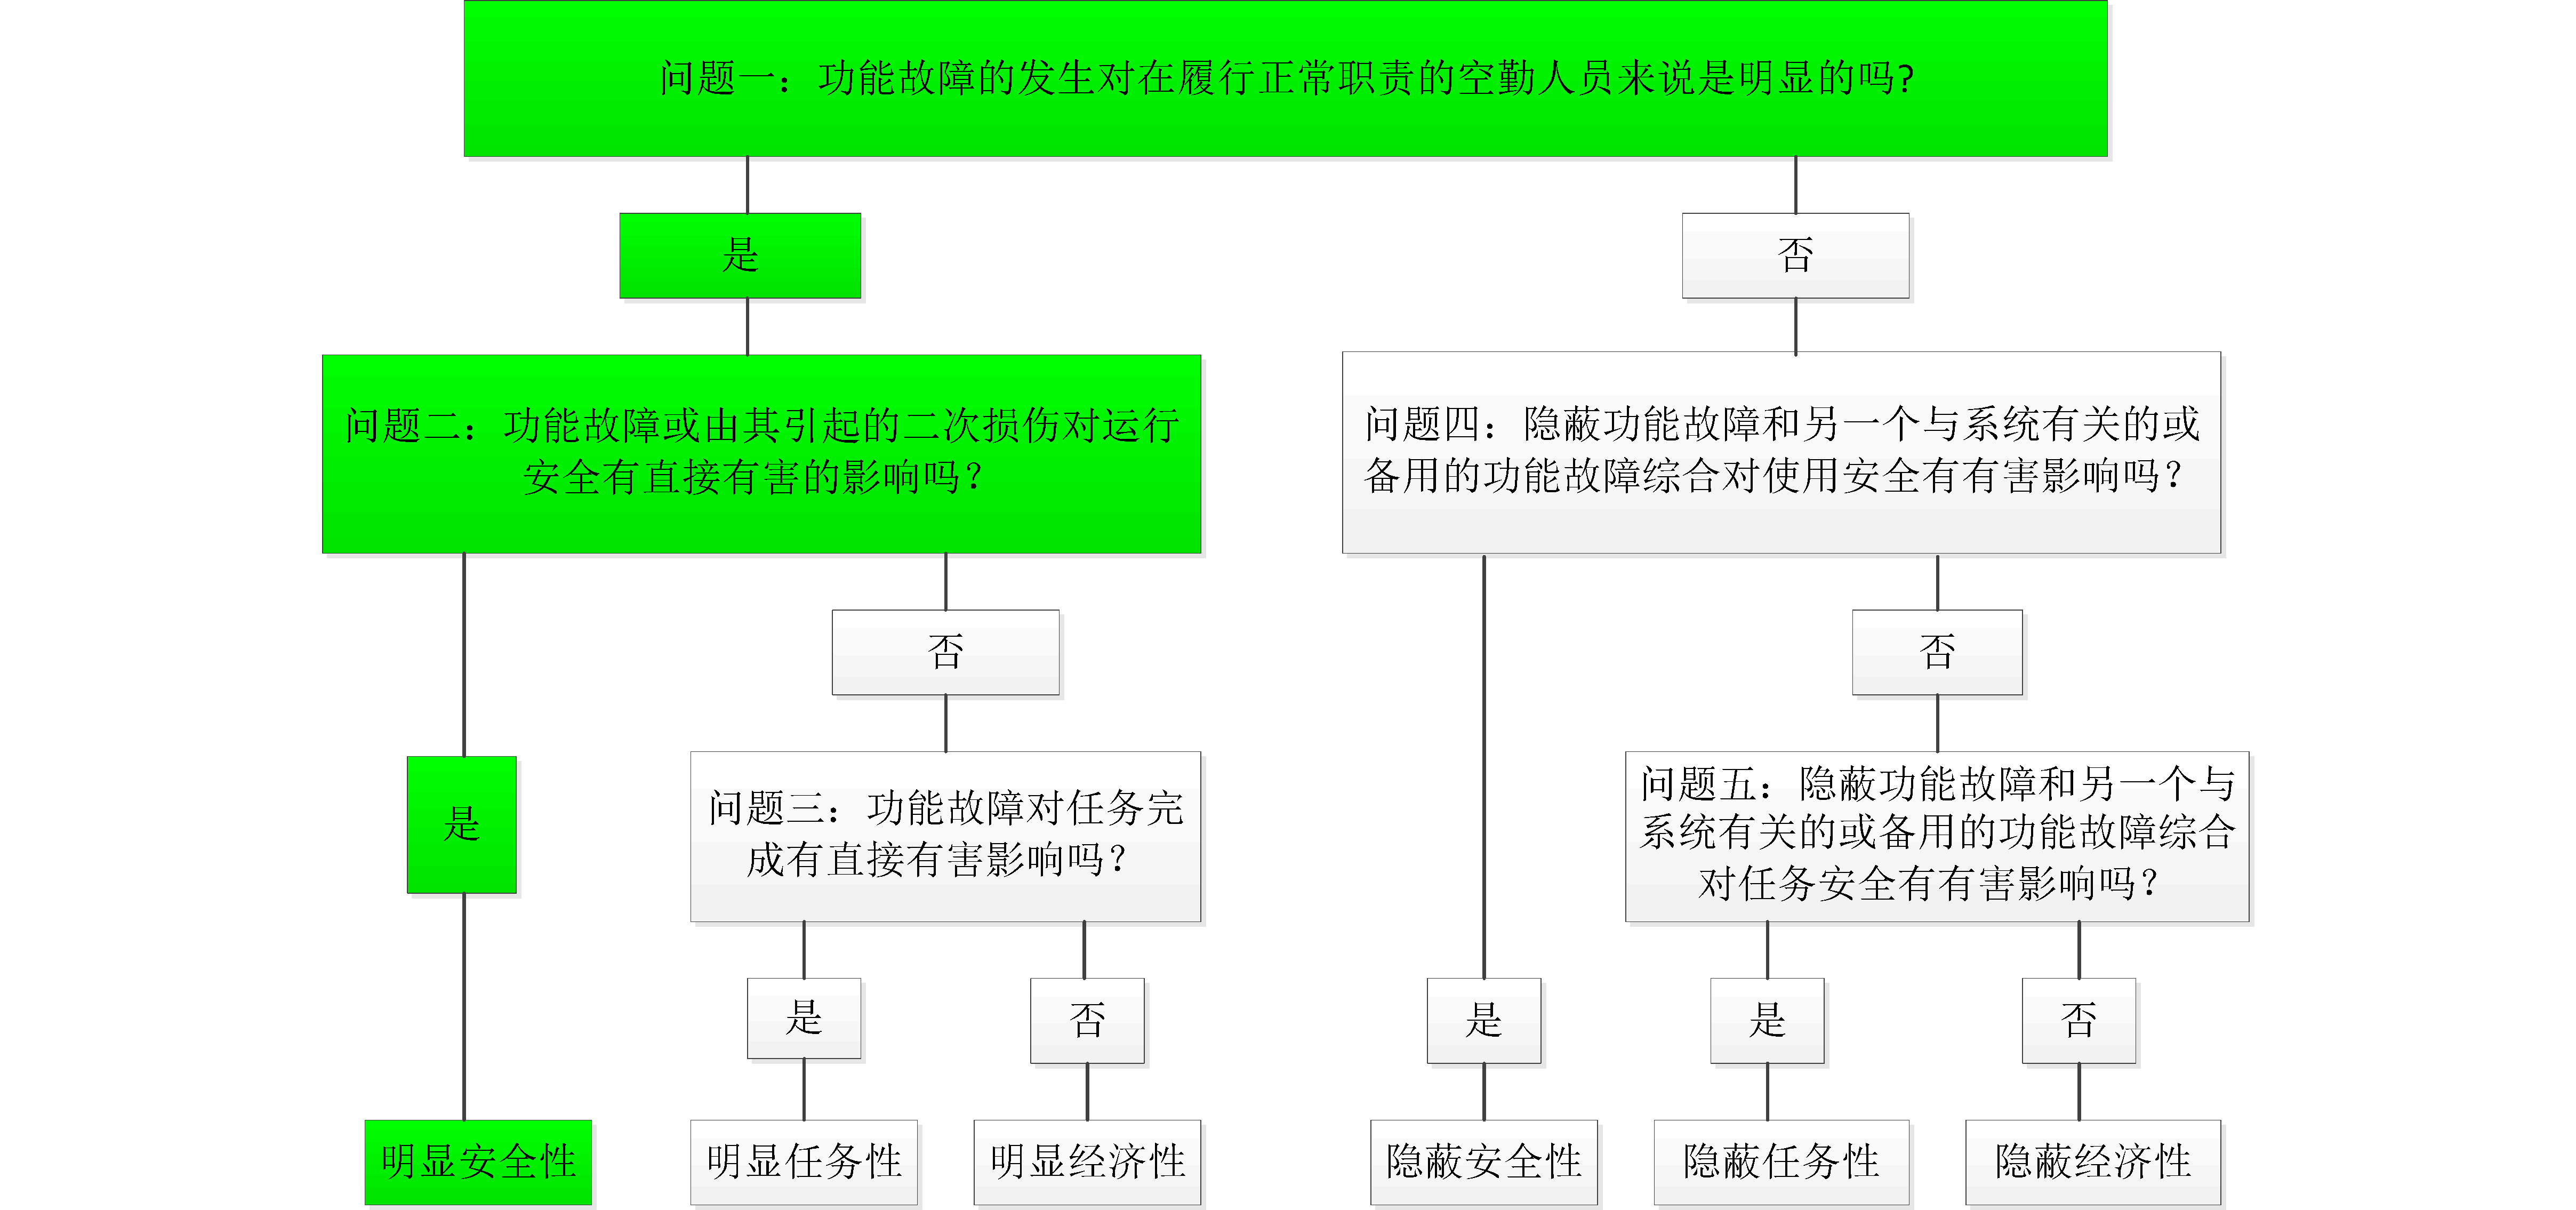 问题一：功能故障的发生对在履行正常职责的空勤人员来说是明显的吗?
是
否
问题二：功能故障或由其引起的二次损伤对运行
安全有直接有害的影响吗?
问题四：隐蔽功能故障和另一个与系统有关的或
备用的功能故障综合对使用安全有有害影响吗?
否
否
是
问题三：功能故障对任务完
成有直接有害影响吗?
问题五：隐蔽功能故障和另一个与
系统有关的或备用的功能故障综合
对任务安全有有害影响吗?
是
否
是
是
否
明显安全性
明显任务性
明显经济性
隐蔽安全性
隐蔽任务性
隐蔽经济性